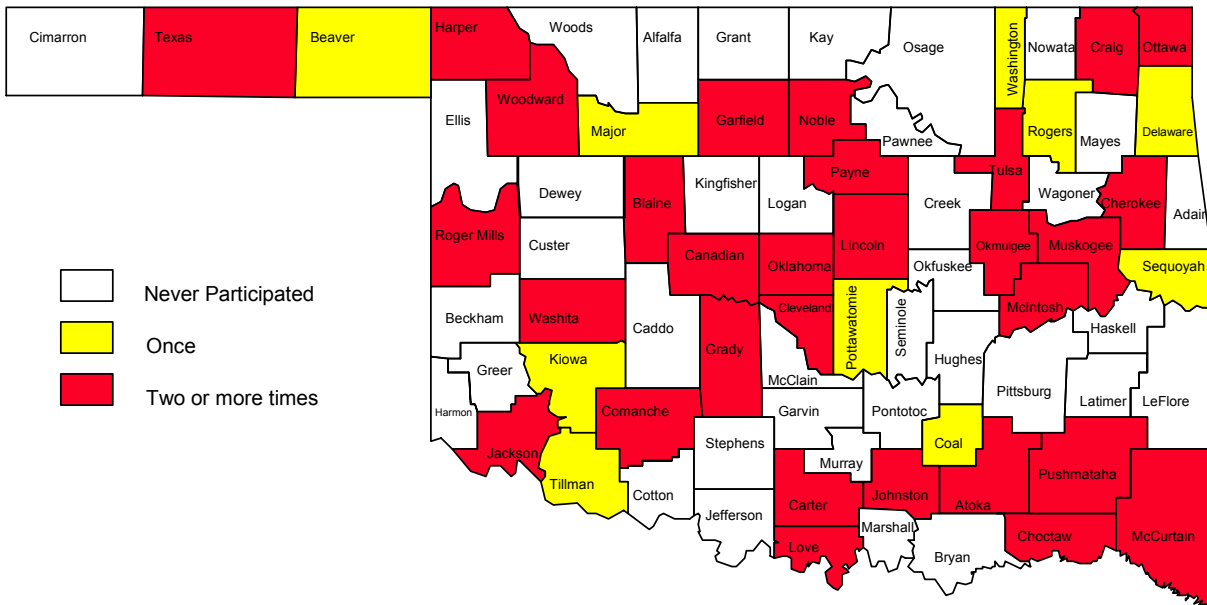 Cimarron
Texas
Beaver
Harper
Woods
Alfalfa
Grant
Kay
Osage
Washington
Nowata
Craig
Ottawa
Woodward
Ellis
Major
Garfield
Noble
Pawnee
Rogers
Mayes
Delaware
Dewey
Blaine
Kingfisher
Logan
Payne
Creek
Tulsa
Wagoner
Cherokee
Adair
Roger Mills
Custer
Canadian
Oklahoma
Lincoln
Okfuskee
Okmulgee
Muskogee
Sequoyah
Never Participated
Beckham
Washita
Caddo
Grady
Cleveland
Pottawatomie
Seminole
Hughes
McIntosh
Haskell
Once
Greer
Kiowa
McClain
Pittsburg
Latimer
LeFlore
Two or more times
Harmon
Comanche
Garvin
Pontotoc
Coal
Jackson
Tillman
Stephens
Murray
Cotton
Carter
Johnston
Atoka
Pushmataha
Jefferson
Love
Marshall
Bryan
Choctaw
McCurtain